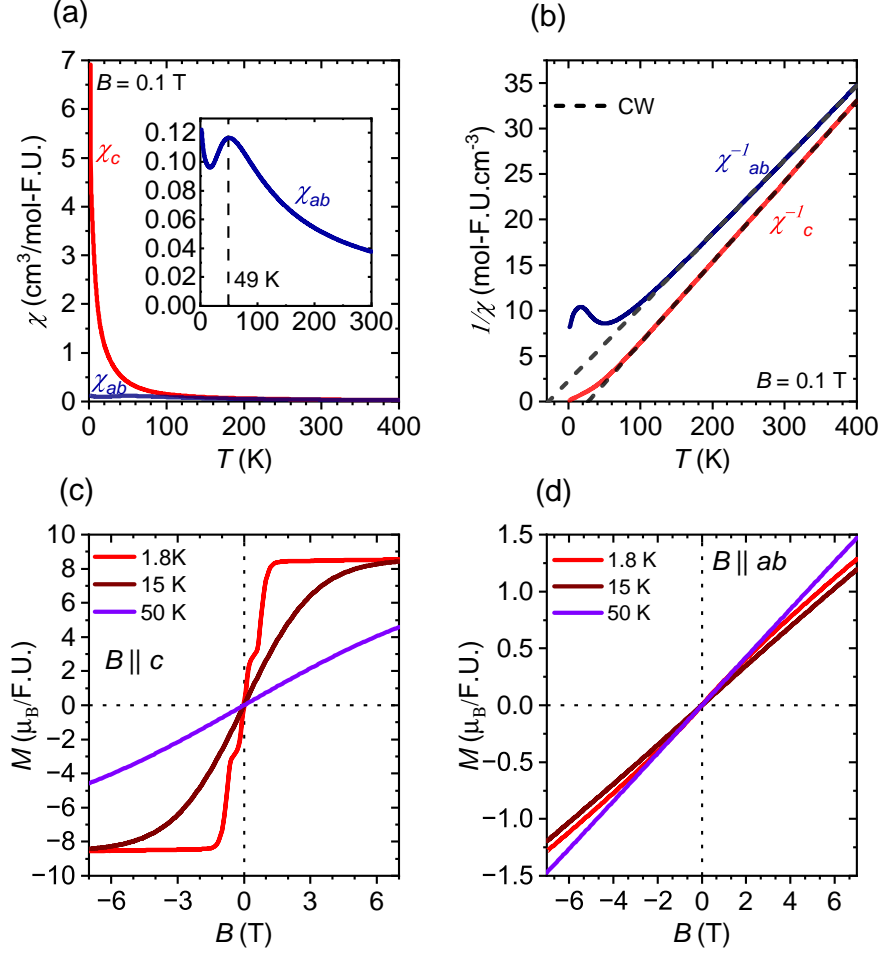 (a)
7
6
5
4
3
2
1
0
χ (cm³/mol-F.U.)
B = 0.1 T
χc
χab
0 100 200 300 400
T (K)
0.12
0.10
0.08
0.06
0.04
0.02
0.00
χab
49 K
0 100 200 300
(b)
35
30
25
20
15
10
5
0
1/χ (mol-F.U.cm⁻³)
CW
χ⁻¹ab
χ⁻¹c
B = 0.1 T
0 100 200 300 400
T (K)
(c)
10
8
6
4
2
0
−2
−4
−6
−8
−10
M (μB/F.U.)
1.8K
15 K
50 K
B || c
−6 −3 0 3 6
B (T)
(d)
1.5
1.0
0.5
0.0
−0.5
−1.0
−1.5
M (μB/F.U.)
1.8 K
15 K
50 K
B || ab
−6 −4 −2 0 2 4 6
B (T)